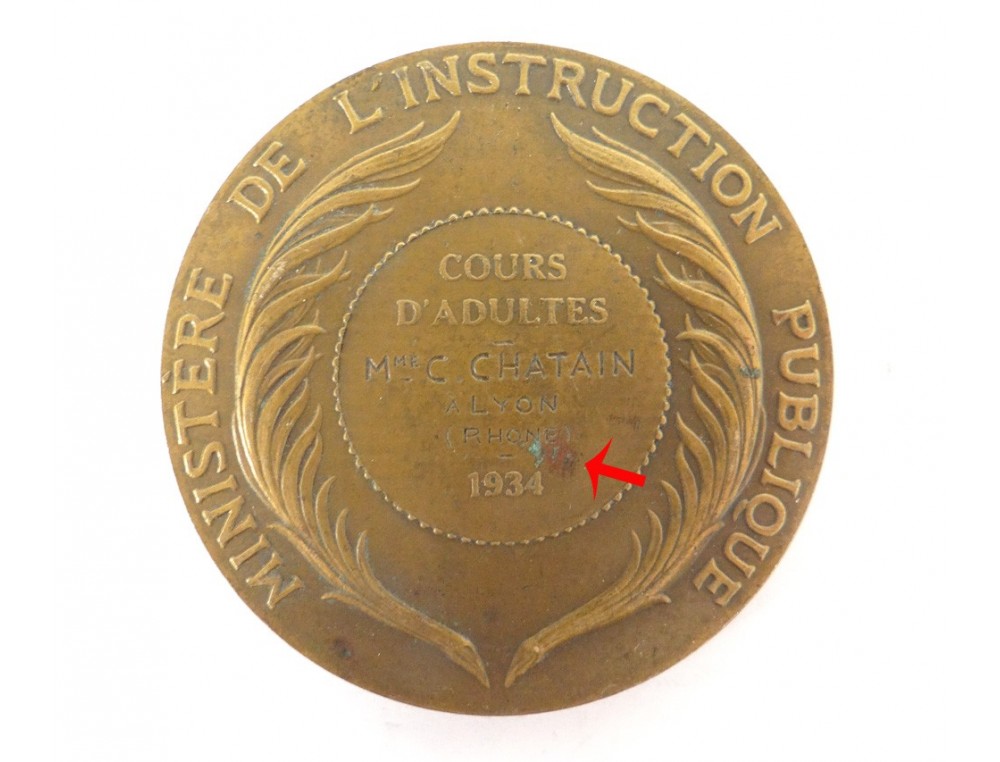 MINISTÈRE DE L'INSTRUCTION PUBLIQUE
COURS
D'ADULTES
MME C. CHATAIN
A LYON
(RHONE)
1934